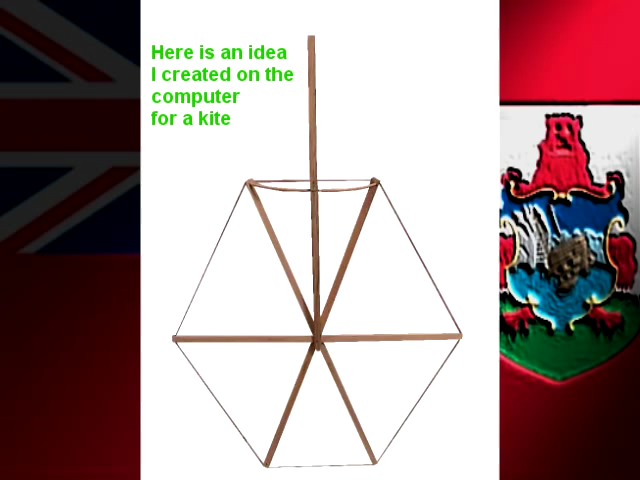 Here is an idea
I created on the
computer
for a kite